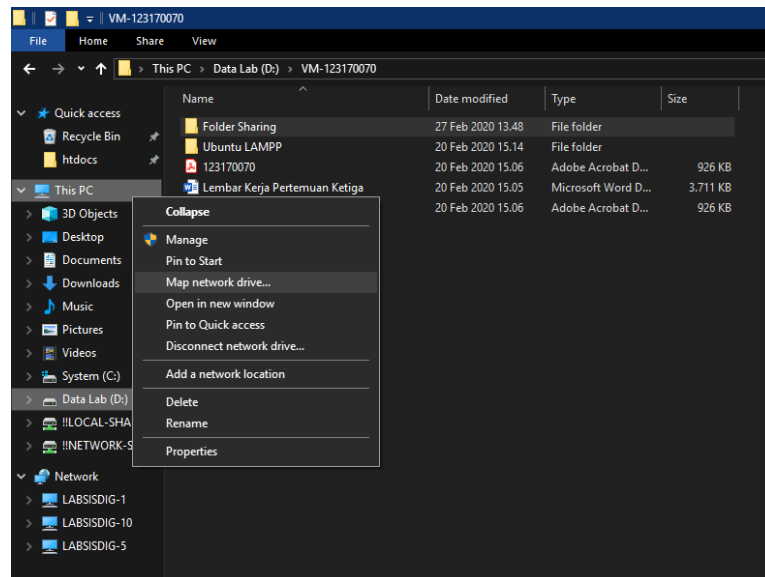 VM-123170070
File Home Share View
This PC › Data Lab (D:) › VM-123170070
Name Date modified Type Size
Quick access
Recycle Bin
htdocs
This PC
3D Objects
Desktop
Documents
Downloads
Music
Pictures
Videos
System (C:)
Data Lab (D:)
!!LOCAL-SHA
!!NETWORK-S
Network
LABSISDIG-1
LABSISDIG-10
LABSISDIG-5
Folder Sharing 27 Feb 2020 13.48 File folder
Ubuntu LAMPP 20 Feb 2020 15.14 File folder
123170070 20 Feb 2020 15.06 Adobe Acrobat D... 926 KB
Lembar Kerja Pertemuan Ketiga 20 Feb 2020 15.05 Microsoft Word D... 3.711 KB
20 Feb 2020 15.06 Adobe Acrobat D... 926 KB
Collapse
Manage
Pin to Start
Map network drive...
Open in new window
Pin to Quick access
Disconnect network drive...
Add a network location
Delete
Rename
Properties